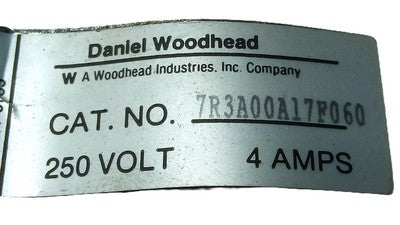 Daniel Woodhead
W A Woodhead Industries, Inc. Company
CAT. NO. 7R3A00A17F060
250 VOLT 4 AMPS